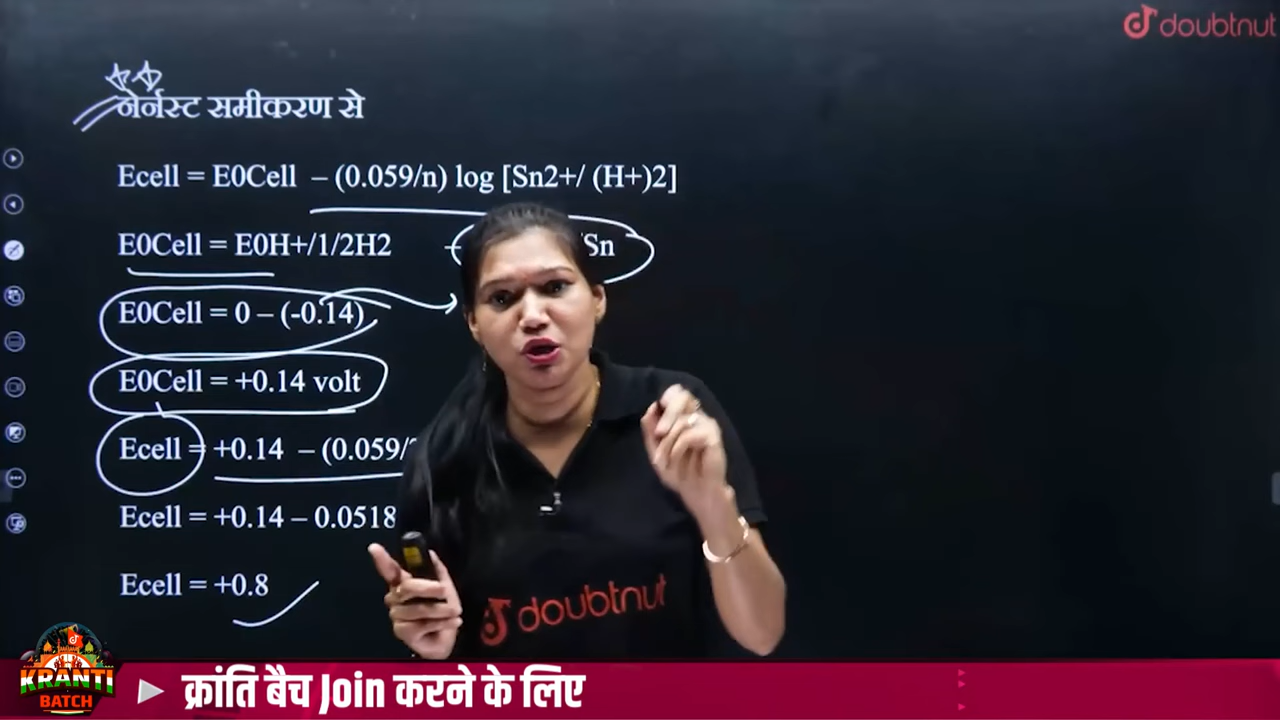 doubtnut
नेर्नस्ट समीकरण से
Ecell = E0Cell – (0.059/n) log [Sn2+/ (H+)2]
E0Cell = E0H+/1/2H2 Sn
E0Cell = 0 – (-0.14)
E0Cell = +0.14 volt
Ecell = +0.14 – (0.059/
Ecell = +0.14 – 0.0518
Ecell = +0.8
doubtnut
KRANTI
BATCH
क्रांति बैच Join करने के लिए